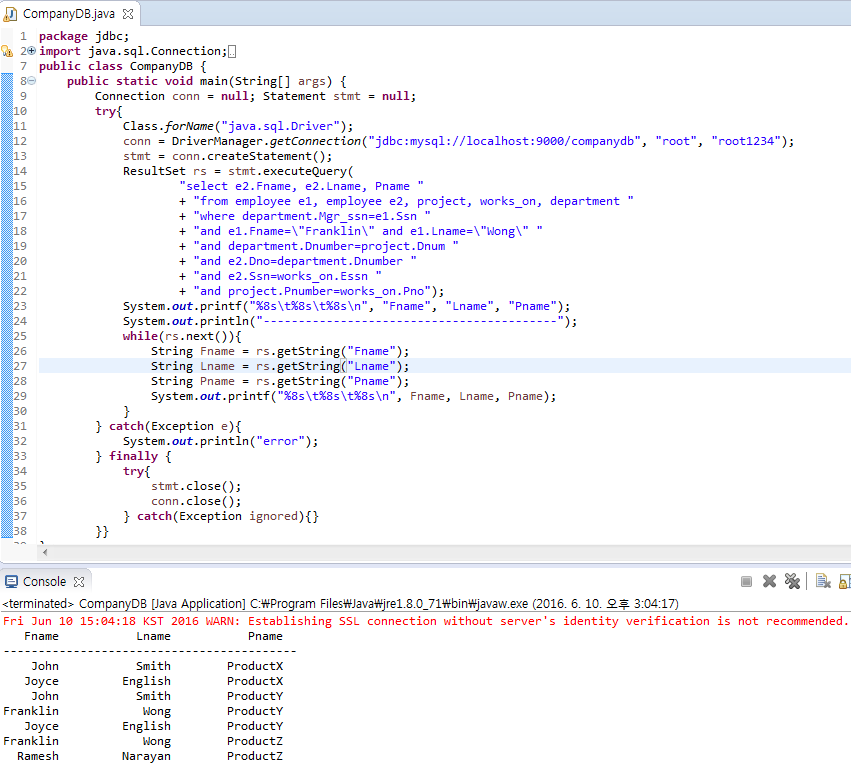 CompanyDB.java
1 package jdbc;
2 import java.sql.Connection;
7 public class CompanyDB {
8 public static void main(String[] args) {
9 Connection conn = null; Statement stmt = null;
10 try{
11 Class.forName("java.sql.Driver");
12 conn = DriverManager.getConnection("jdbc:mysql://localhost:9000/companydb", "root", "root1234");
13 stmt = conn.createStatement();
14 ResultSet rs = stmt.executeQuery(
15 "select e2.Fname, e2.Lname, Pname "
16 + "from employee e1, employee e2, project, works_on, department "
17 + "where department.Mgr_ssn=e1.Ssn "
18 + "and e1.Fname=\"Franklin\" and e1.Lname=\"Wong\" "
19 + "and department.Dnumber=project.Dnum "
20 + "and e2.Dno=department.Dnumber "
21 + "and e2.Ssn=works_on.Essn "
22 + "and project.Pnumber=works_on.Pno");
23 System.out.printf("%8s\t%8s\t%8s\n", "Fname", "Lname", "Pname");
24 System.out.println("------------------------------------------");
25 while(rs.next()){
26 String Fname = rs.getString("Fname");
27 String Lname = rs.getString("Lname");
28 String Pname = rs.getString("Pname");
29 System.out.printf("%8s\t%8s\t%8s\n", Fname, Lname, Pname);
30 }
31 } catch(Exception e){
32 System.out.println("error");
33 } finally {
34 try{
35 stmt.close();
36 conn.close();
37 } catch(Exception ignored){}
38 }}
Console
<terminated> CompanyDB [Java Application] C:₩Program Files₩Java₩jre1.8.0_71₩bin₩javaw.exe (2016. 6. 10. 오후 3:04:17)
Fri Jun 10 15:04:18 KST 2016 WARN: Establishing SSL connection without server's identity verification is not recommended.
Fname Lname Pname
------------------------------------------
John Smith ProductX
Joyce English ProductX
John Smith ProductY
Franklin Wong ProductY
Joyce English ProductY
Franklin Wong ProductZ
Ramesh Narayan ProductZ